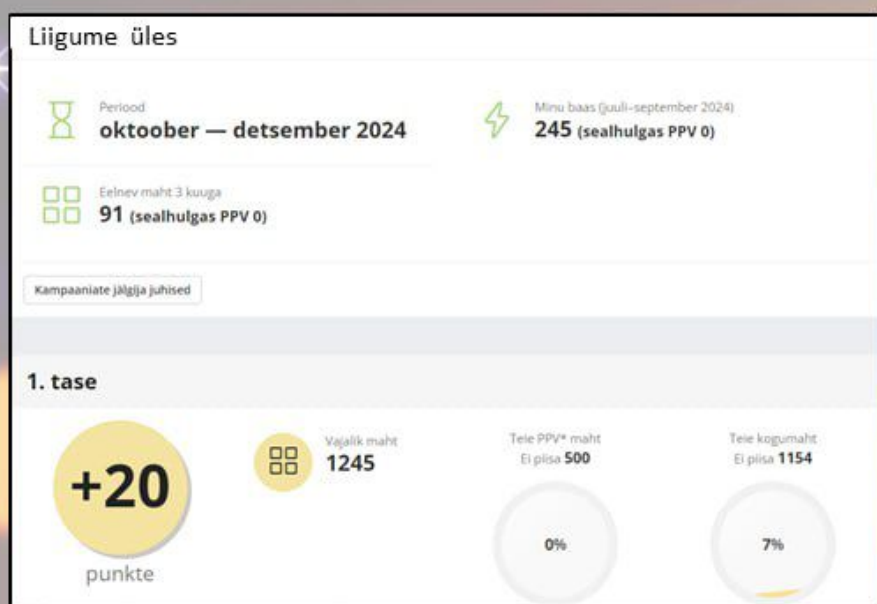 Liigume üles
Periood
oktoober — detsember 2024
Minu baas (juuli–september 2024)
245 (sealhulgas PPV 0)
Eelnev maht 3 kuuga
91 (sealhulgas PPV 0)
Kampaaniate jälgija juhised
1. tase
+20
punkte
Vajalik maht
1245
Teie PPV* maht
Ei piisa 500
0%
Teie kogumaht
Ei piisa 1154
7%